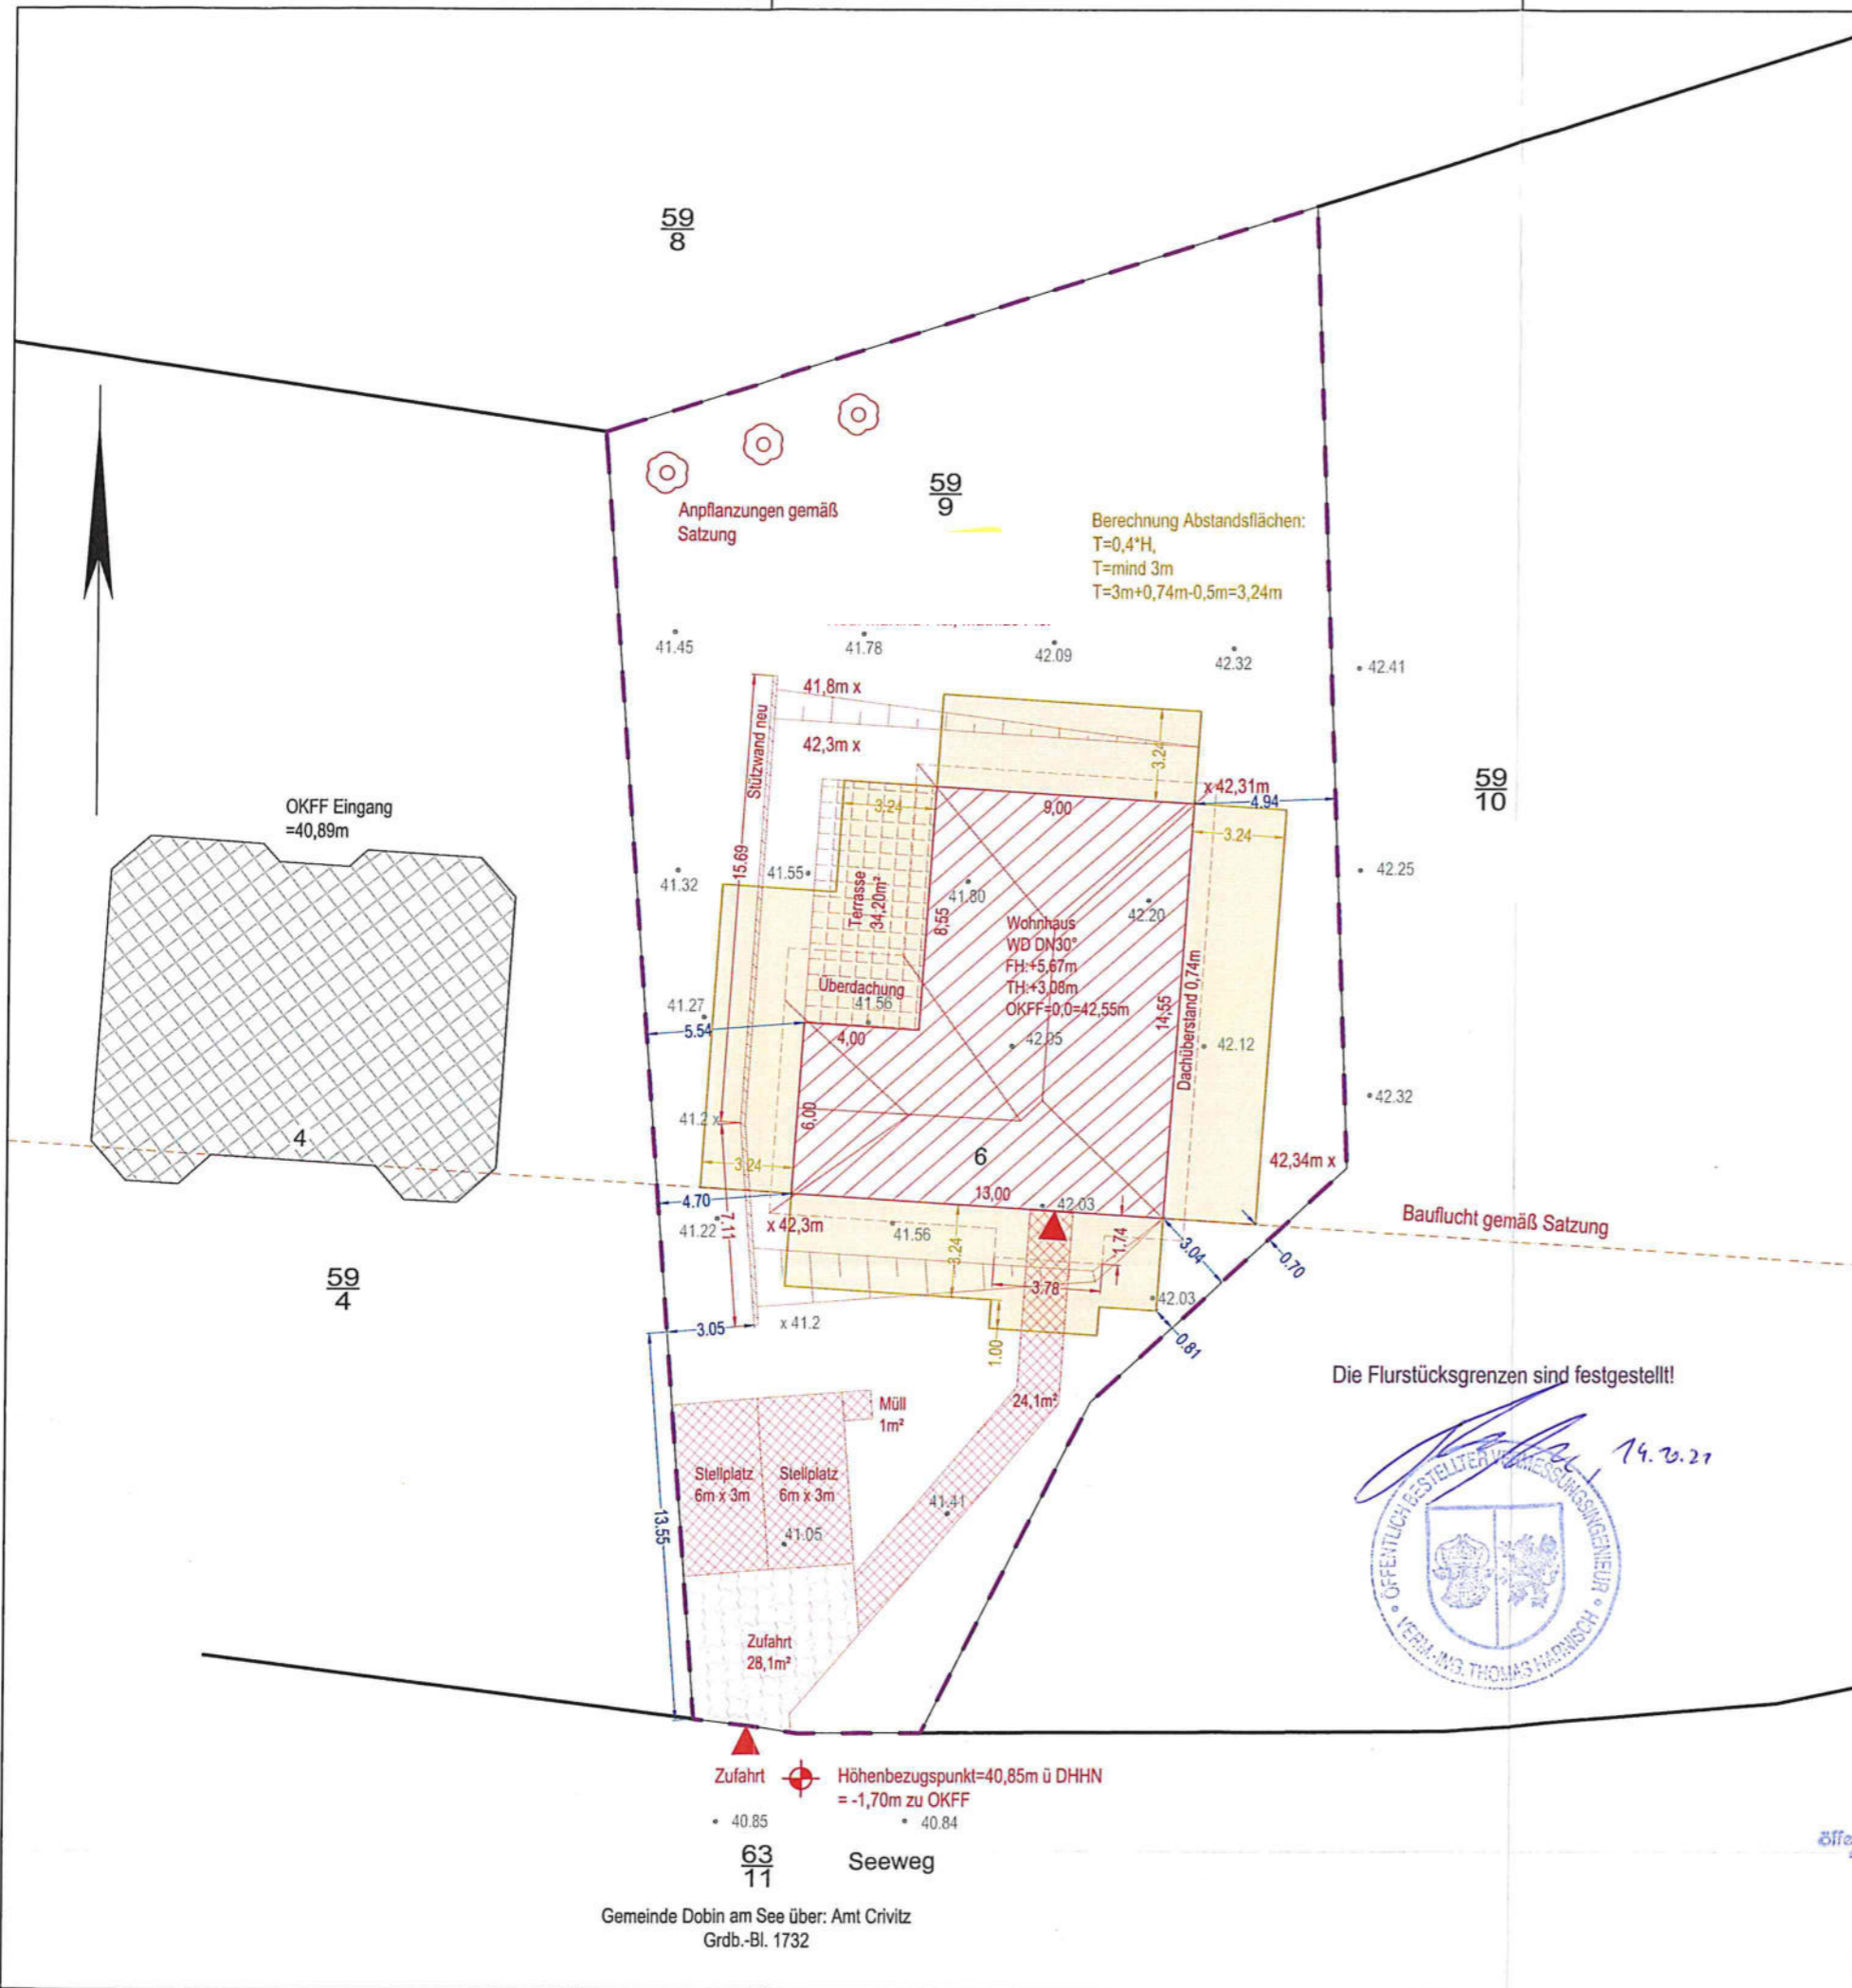 59
8
59
9
Anpflanzungen gemäß
Satzung
Berechnung Abstandsflächen:
T=0,4*H,
T=mind 3m
T=3m+0,74m-0,5m=3,24m
41.45
41.78
42.09
42.32
42.41
41,8m x
42,3m x
Stützwand neu
3.24
x 42,31m
4.94
59
10
OKFF Eingang
=40,89m
3.24
9,00
3.24
15.69
41.32
41.55
Terrasse
34,20m²
8,55
41.80
42.20
42.25
Wohnhaus
WD DN30°
FH:+5,67m
TH:+3,08m
OKFF=0,0=42,55m
Überdachung
41.56
4,00
42.05
14,55
Dachüberstand 0,74m
42.12
41.27
5.54
42.32
41.2 x
6,00
4
6
42,34m x
3.24
4.70
13,00
42.03
41.22
7.11
x 42,3m
41.56
3.24
1.74
3.04
0.70
Bauflucht gemäß Satzung
59
4
3.78
42.03
3.05
x 41.2
1.00
0.81
Die Flurstücksgrenzen sind festgestellt!
24,1m²
Müll
1m²
Stellplatz
6m x 3m
Stellplatz
6m x 3m
41.41
41.05
13.55
ÖFFENTLICH BESTELLTER VERMESSUNGSINGENIEUR
VERM.-ING. THOMAS HARNISCH
Zufahrt
28,1m²
Zufahrt
Höhenbezugspunkt=40,85m ü DHHN
= -1,70m zu OKFF
40.85
40.84
63
11
Seeweg
Gemeinde Dobin am See über: Amt Crivitz
Grdb.-Bl. 1732